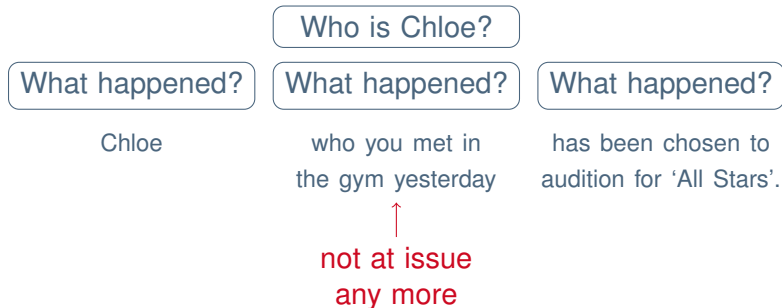 Who is Chloe?
What happened? What happened? What happened?
Chloe who you met in has been chosen to
the gym yesterday audition for ‘All Stars’.
not at issue
any more